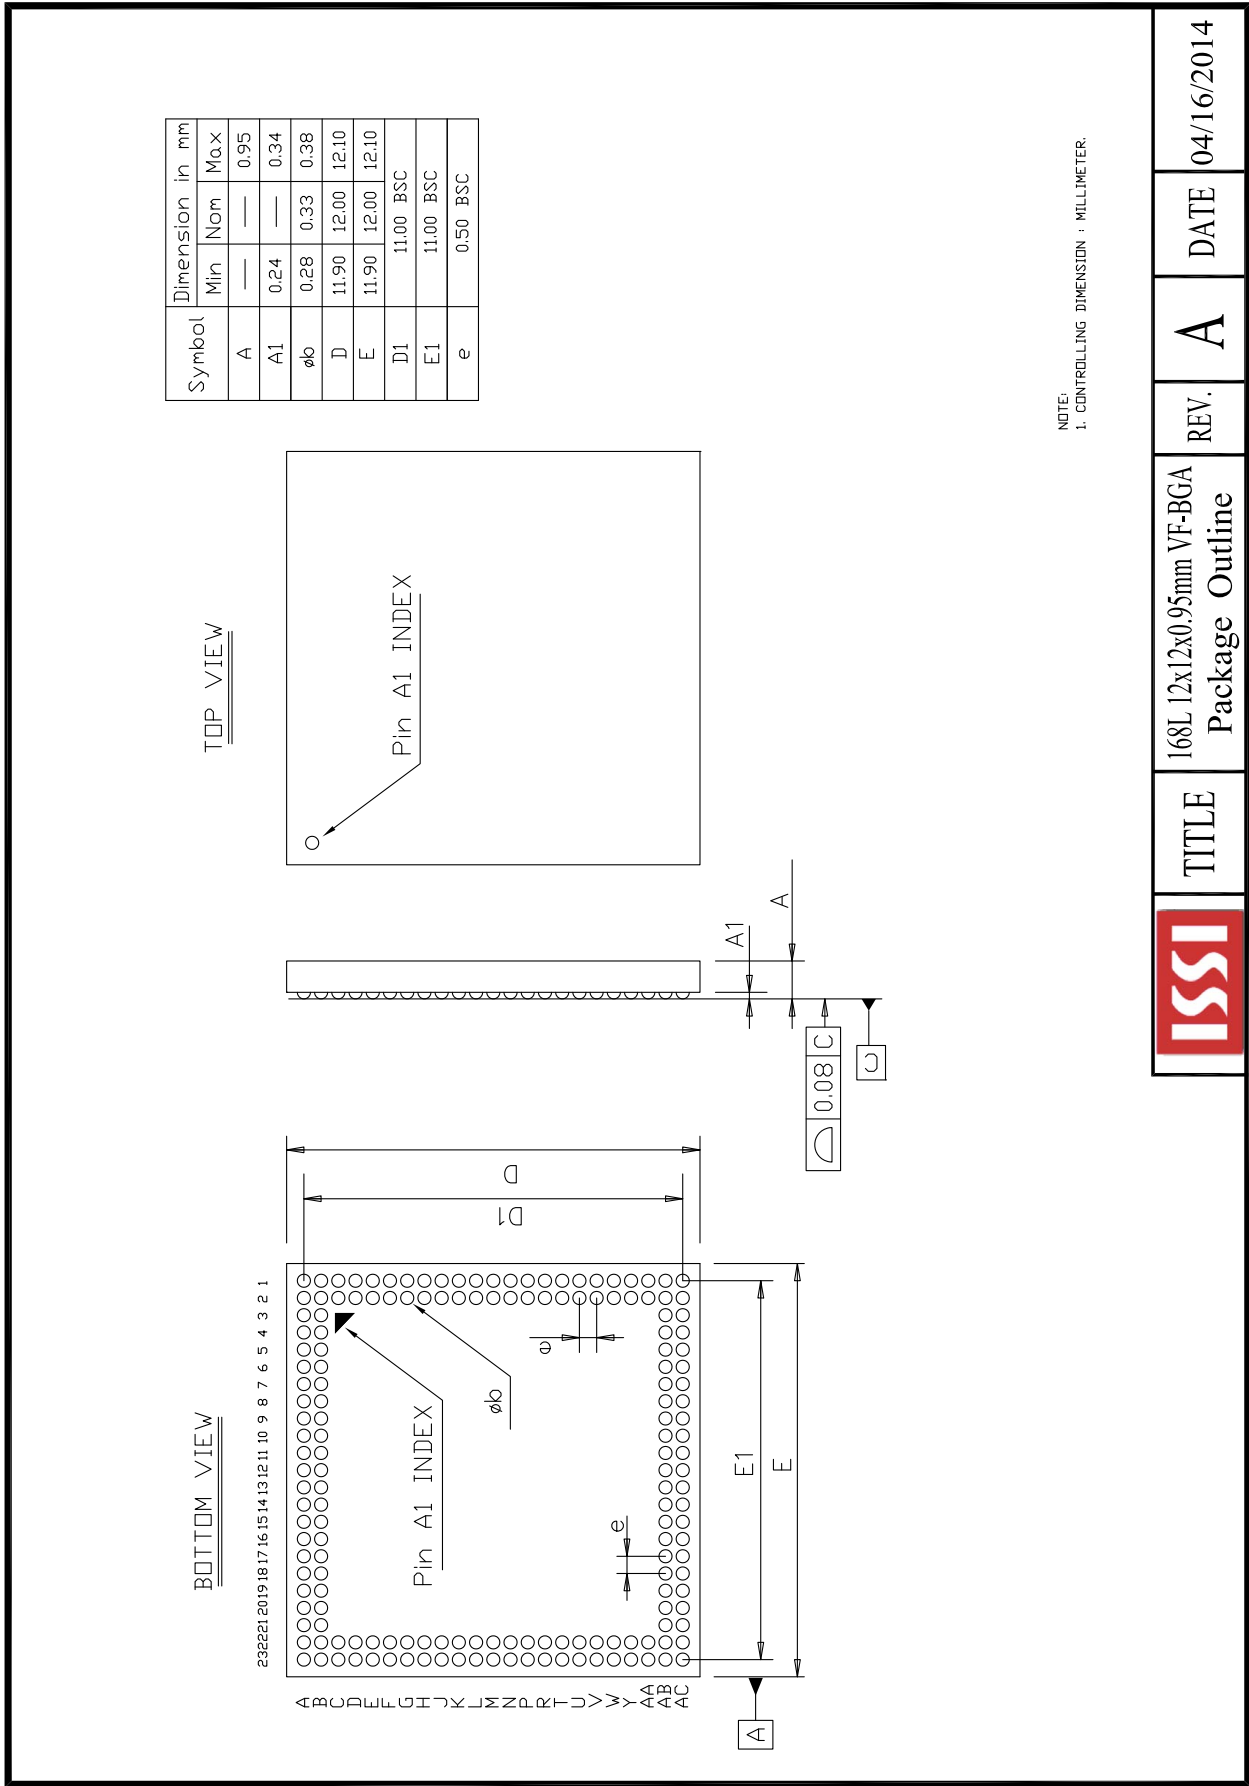 BOTTOM VIEW
23 22 21 20 19 18 17 16 15 14 13 12 11 10 9 8 7 6 5 4 3 2 1
A
B
C
D
E
F
G
H
J
K
L
M
N
P
R
T
U
V
W
Y
AA
AB
AC
Pin A1 INDEX
øb
e
e
E1
E
D1
D
A
A1
A
0.08 C
C
TOP VIEW
Pin A1 INDEX
Symbol Dimension in mm
Min Nom Max
A — — 0.95
A1 0.24 — 0.34
øb 0.28 0.33 0.38
D 11.90 12.00 12.10
E 11.90 12.00 12.10
D1 11.00 BSC
E1 11.00 BSC
e 0.50 BSC
NOTE:
1. CONTROLLING DIMENSION : MILLIMETER.
ISSI
TITLE
168L 12x12x0.95mm VF-BGA
Package Outline
REV.
A
DATE
04/16/2014